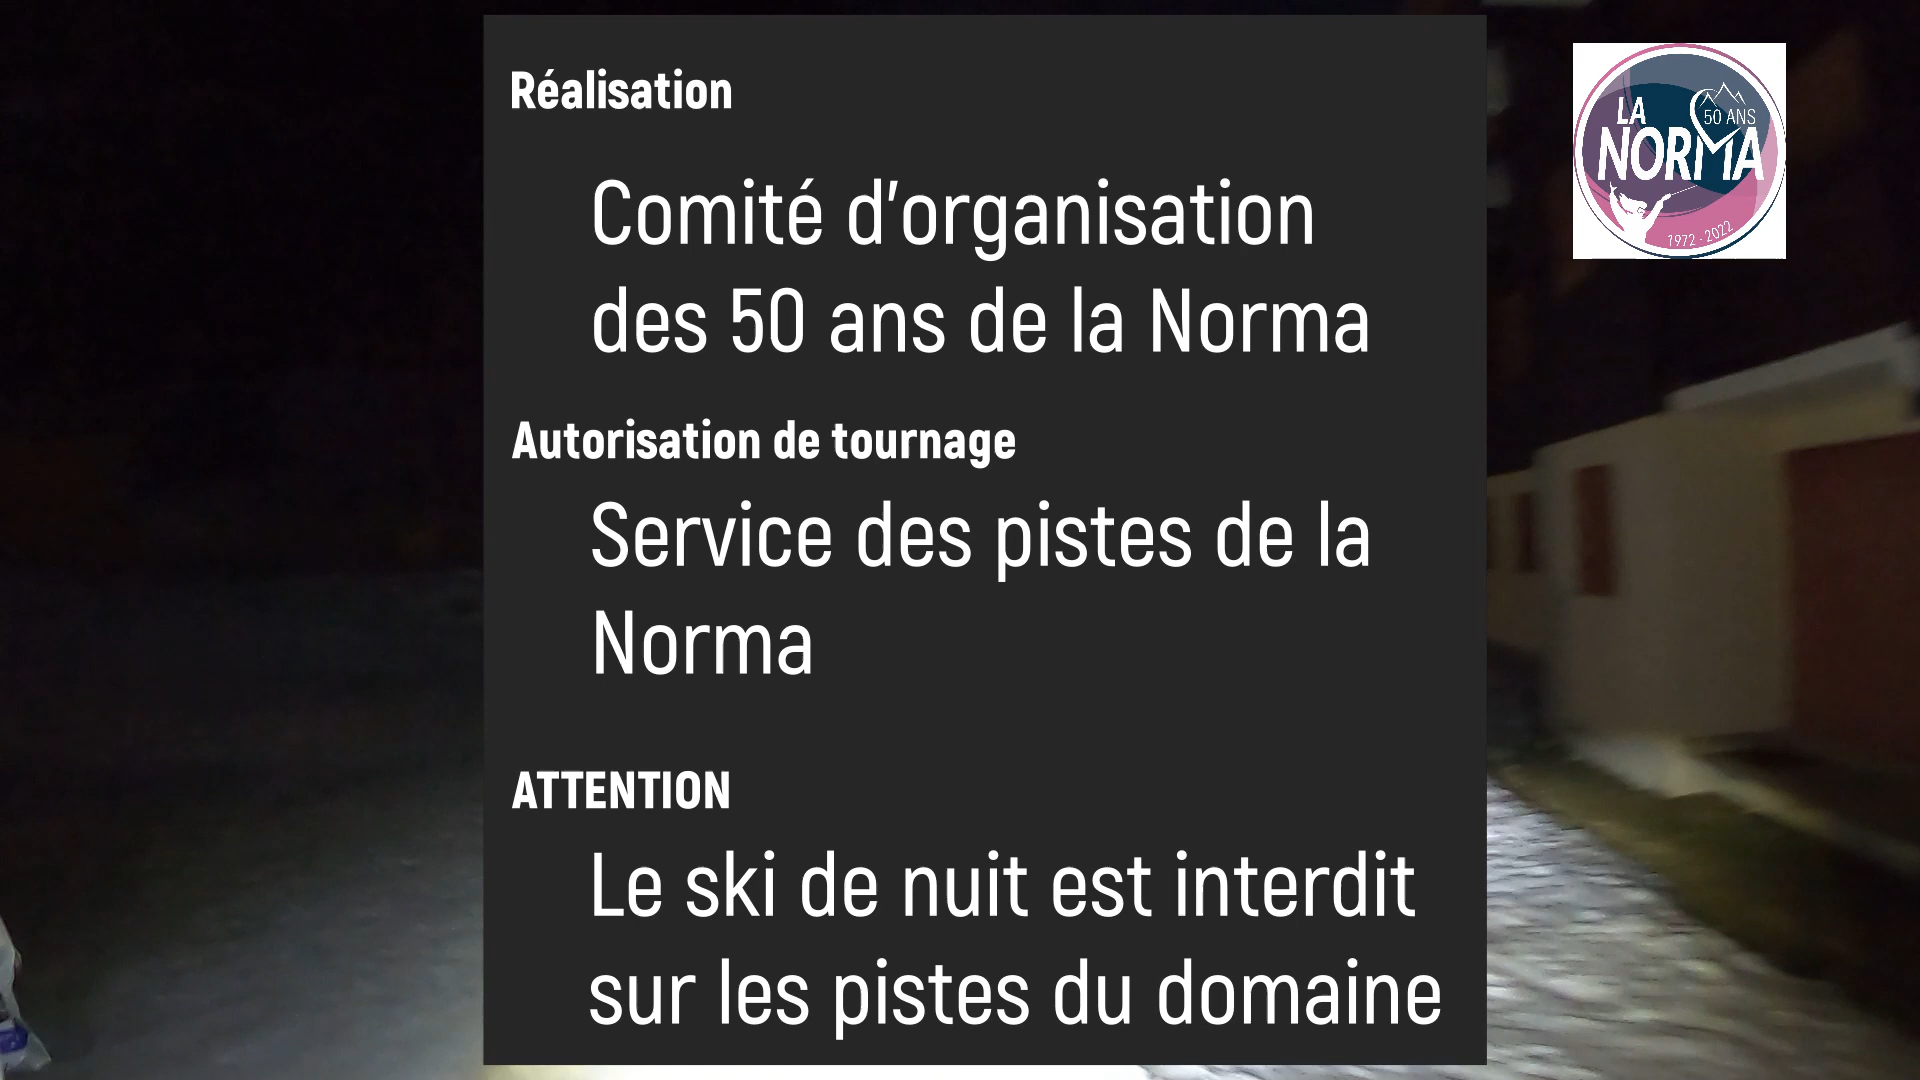 Réalisation
Comité d'organisation
des 50 ans de la Norma
Autorisation de tournage
Service des pistes de la
Norma
ATTENTION
Le ski de nuit est interdit
sur les pistes du domaine
LA
50 ANS
NORMA
1972 - 2022